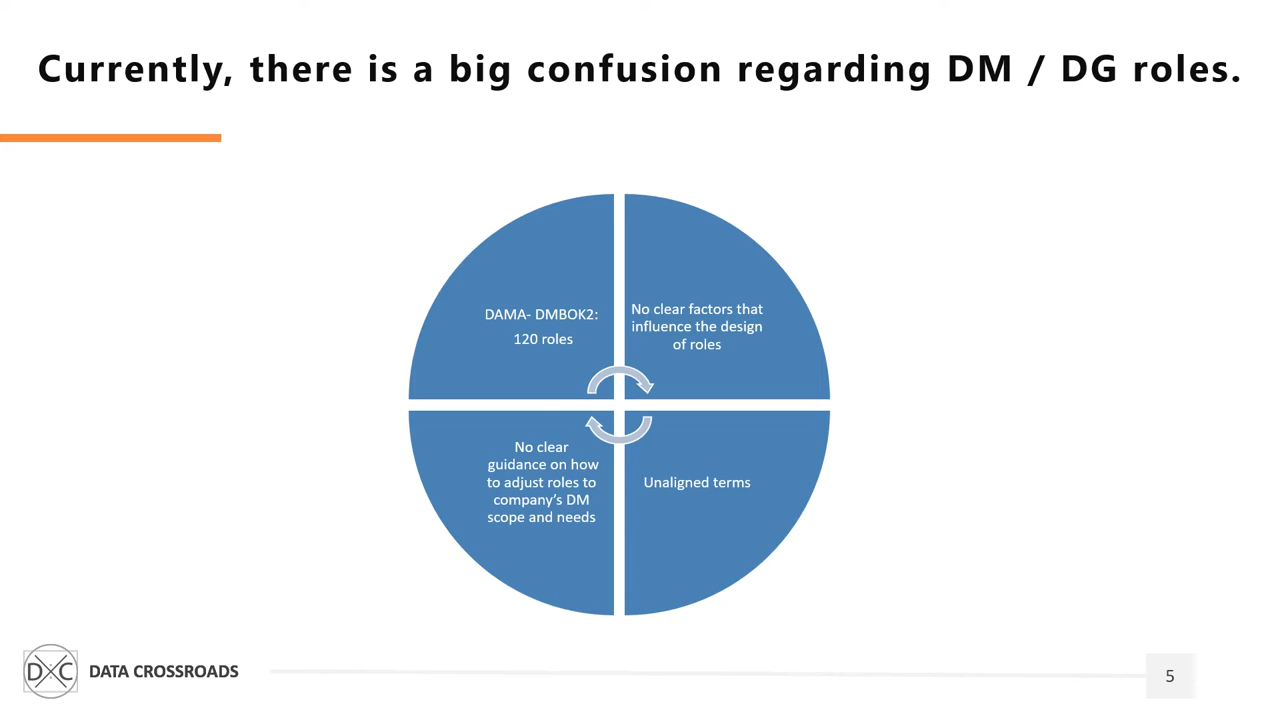 Currently, there is a big confusion regarding DM / DG roles.
DAMA- DMBOK2:
120 roles
No clear factors that
influence the design
of roles
No clear
guidance on how
to adjust roles to
company's DM
scope and needs
Unaligned terms
D C
DATA CROSSROADS
5